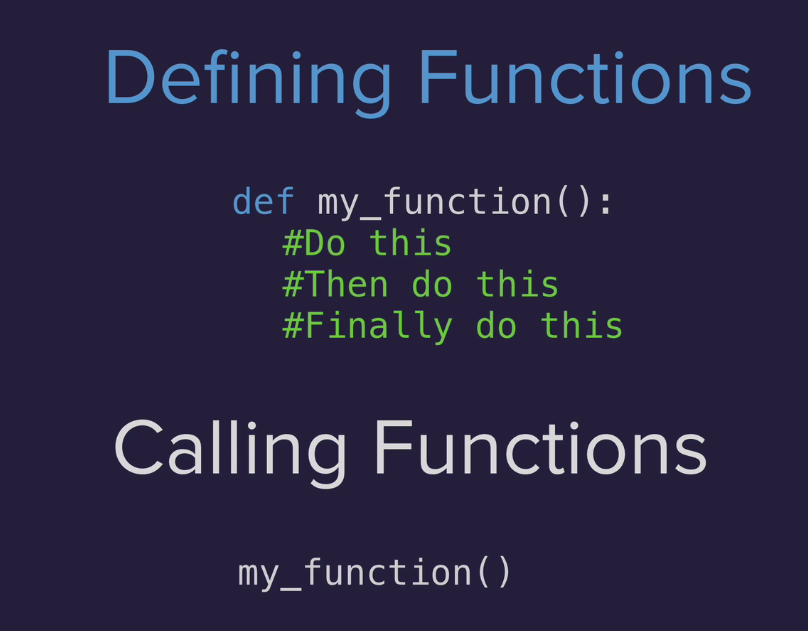 Defining Functions
def my_function():
#Do this
#Then do this
#Finally do this
Calling Functions
my_function()